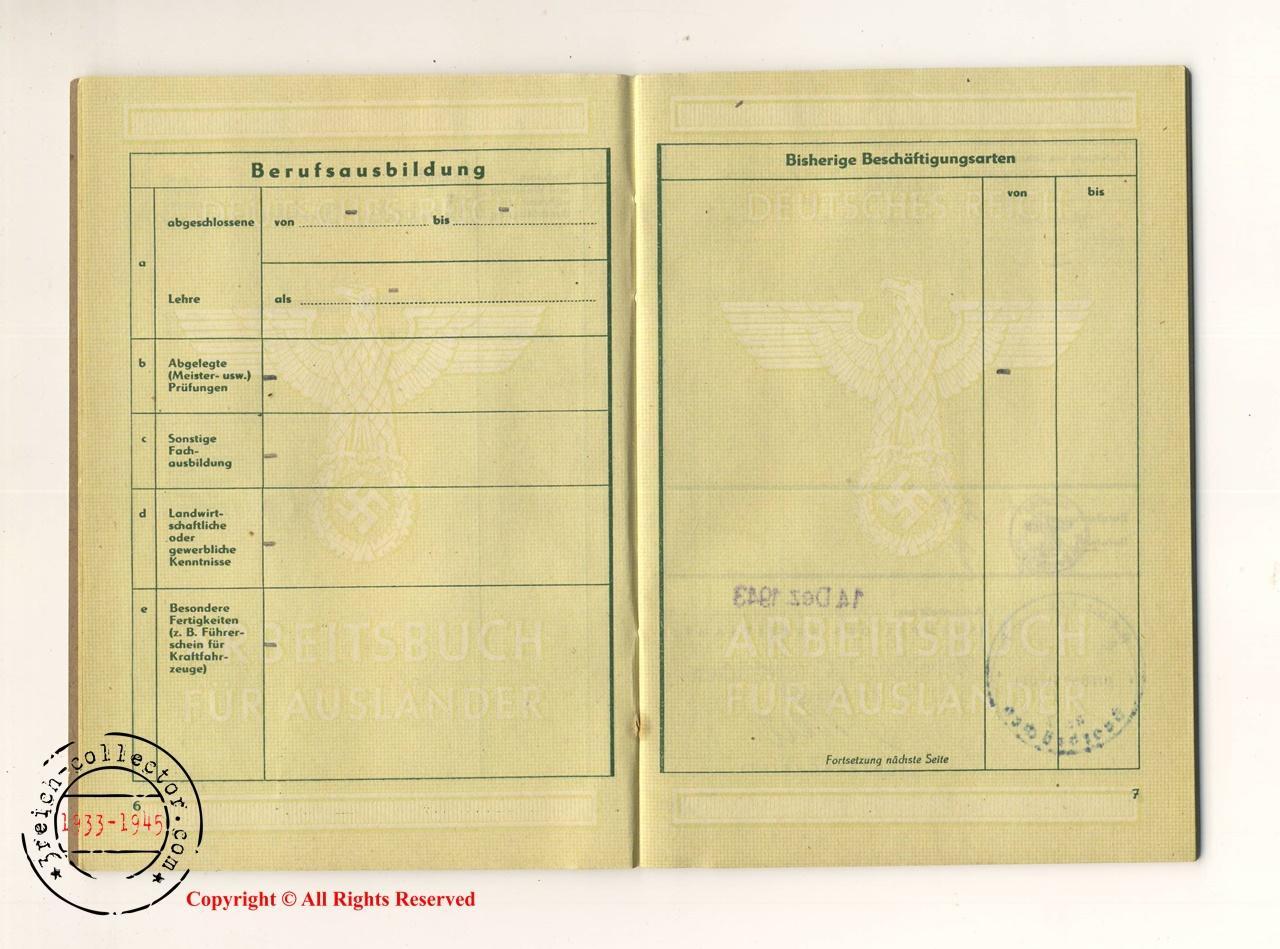 Berufsausbildung
DEUTSCHES REICH
a
abgeschlossene
von - bis -
Lehre
als -
b
Abgelegte
(Meister- usw.)
Prüfungen
-
c
Sonstige
Fach-
ausbildung
-
d
Landwirt-
schaftliche
oder
gewerbliche
Kenntnisse
-
e
Besondere
Fertigkeiten
(z. B. Führer-
schein für
Kraftfahr-
zeuge)
-
ARBEITSBUCH
FÜR AUSLÄNDER
6
Bisherige Beschäftigungsarten
von
bis
DEUTSCHES REICH
-
14 Dez 1943
ARBEITSBUCH
FÜR AUSLÄNDER
Fortsetzung nächste Seite
7
3reich-collector.com
1933-1945
Copyright © All Rights Reserved